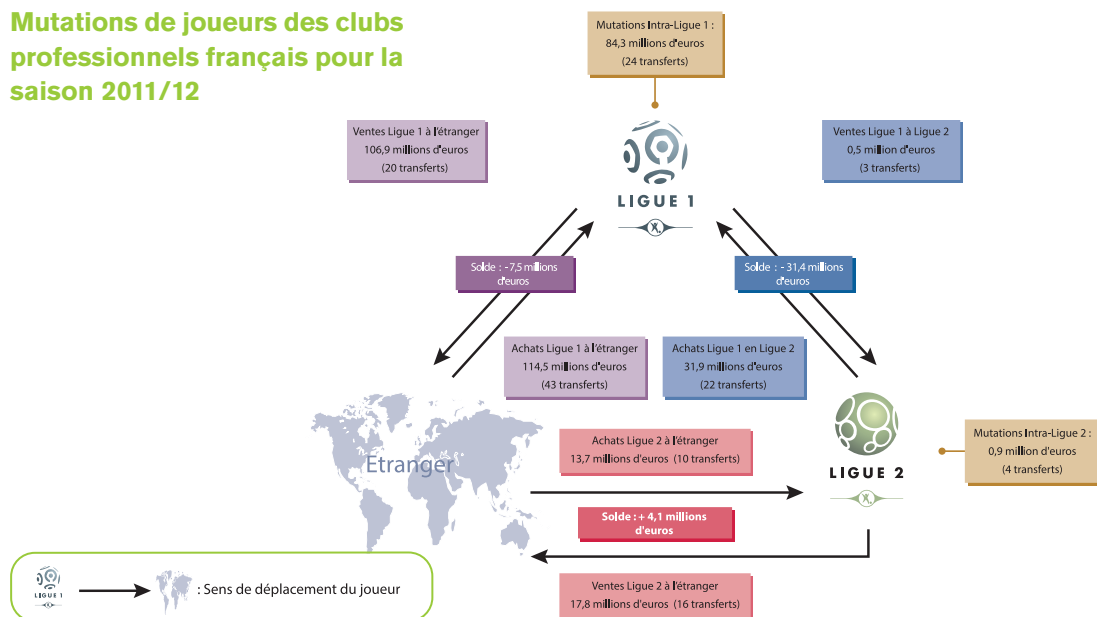 Mutations de joueurs des clubs
professionnels français pour la
saison 2011/12
Mutations Intra-Ligue 1 :
84,3 millions d'euros
(24 transferts)
Ventes Ligue 1 à l'étranger
106,9 millions d'euros
(20 transferts)
Ventes Ligue 1 à Ligue 2
0,5 million d'euros
(3 transferts)
LIGUE 1
Solde : -7,5 millions
d'euros
Solde : - 31,4 millions
d'euros
Achats Ligue 1 à l'étranger
114,5 millions d'euros
(43 transferts)
Achats Ligue 1 en Ligue 2
31,9 millions d'euros
(22 transferts)
Etranger
Achats Ligue 2 à l'étranger
13,7 millions d'euros (10 transferts)
LIGUE 2
Mutations Intra-Ligue 2 :
0,9 million d'euros
(4 transferts)
Solde : + 4,1 millions
d'euros
Ventes Ligue 2 à l'étranger
17,8 millions d'euros (16 transferts)
LIGUE 1
: Sens de déplacement du joueur